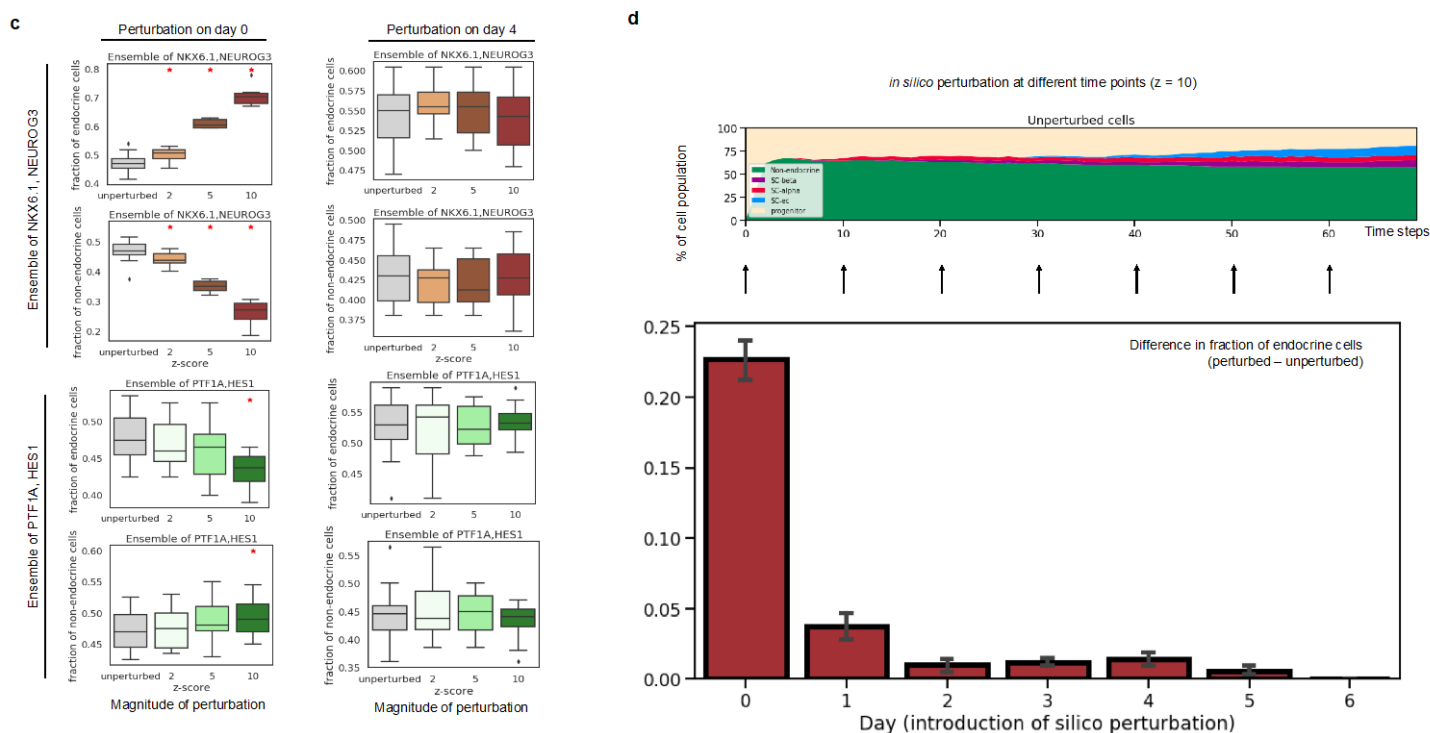 c
Perturbation on day 0
Perturbation on day 4
Ensemble of NKX6.1, NEUROG3
Ensemble of NKX6.1,NEUROG3
fraction of endocrine cells
0.8
0.7
0.6
0.5
0.4
* * *
unperturbed 2 5 10
Ensemble of NKX6.1,NEUROG3
fraction of endocrine cells
0.600
0.575
0.550
0.525
0.500
0.475
unperturbed 2 5 10
Ensemble of NKX6.1,NEUROG3
fraction of non-endocrine cells
0.5
0.4
0.3
0.2
* * *
unperturbed 2 5 10
z-score
Ensemble of NKX6.1,NEUROG3
fraction of non-endocrine cells
0.500
0.475
0.450
0.425
0.400
0.375
unperturbed 2 5 10
z-score
Ensemble of PTF1A, HES1
Ensemble of PTF1A,HES1
fraction of endocrine cells
0.50
0.45
0.40
*
unperturbed 2 5 10
Ensemble of PTF1A,HES1
fraction of endocrine cells
0.55
0.50
0.45
unperturbed 2 5 10
Ensemble of PTF1A,HES1
fraction of non-endocrine cells
0.60
0.55
0.50
0.45
*
unperturbed 2 5 10
z-score
Magnitude of perturbation
Ensemble of PTF1A,HES1
fraction of non-endocrine cells
0.55
0.50
0.45
0.40
0.35
unperturbed 2 5 10
z-score
Magnitude of perturbation
d
in silico perturbation at different time points (z = 10)
Unperturbed cells
% of cell population
100
75
50
25
0
Non-endocrine
SC-beta
SC-alpha
SC-ec
progenitor
0 10 20 30 40 50 60 Time steps
Difference in fraction of endocrine cells
(perturbed – unperturbed)
0.25
0.20
0.15
0.10
0.05
0.00
0 1 2 3 4 5 6
Day (introduction of silico perturbation)